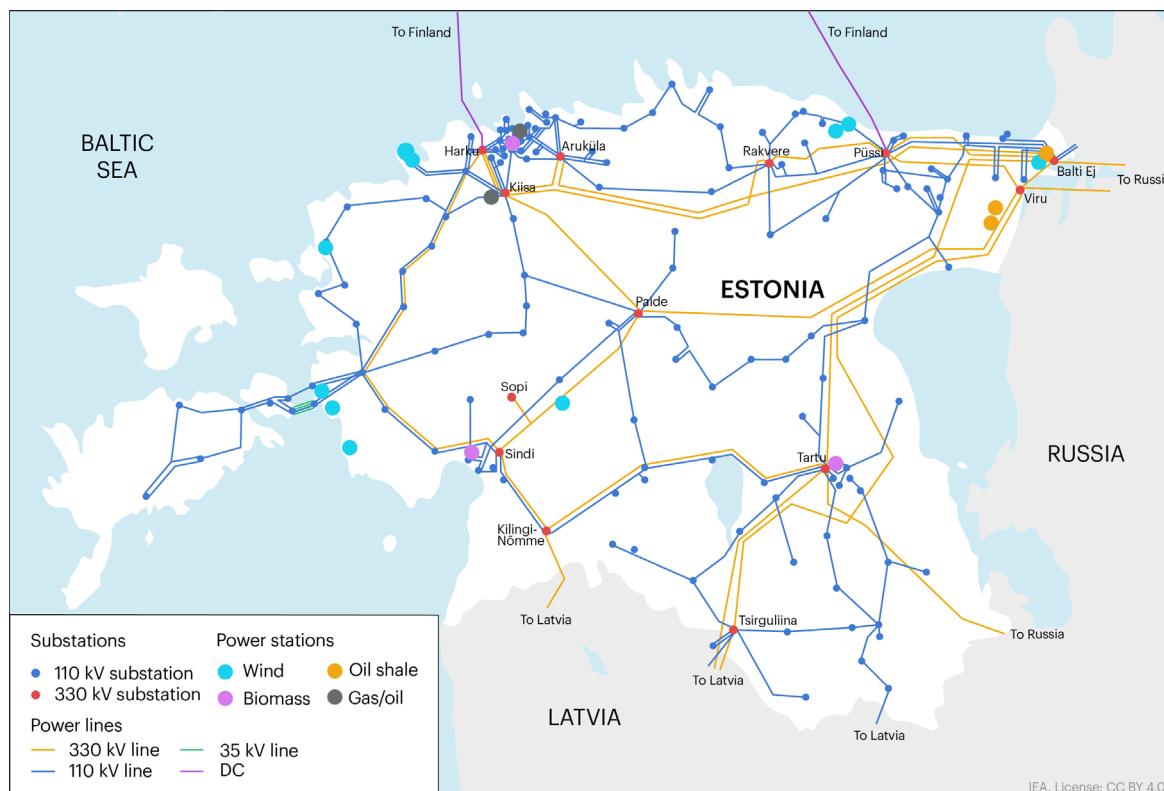 To Finland
To Finland
BALTIC
SEA
Harku
Aruküla
Rakvere
Püssi
Balti Ej
To Russi
Kiisa
Viru
ESTONIA
Paide
Sopi
RUSSIA
Sindi
Tartu
Kilingi-
Nõmme
To Latvia
Tsirguliina
To Russia
To Latvia
LATVIA
To Latvia
Substations
110 kV substation
330 kV substation
Power stations
Wind
Oil shale
Biomass
Gas/oil
Power lines
330 kV line
35 kV line
110 kV line
DC
IEA. License: CC BY 4.0